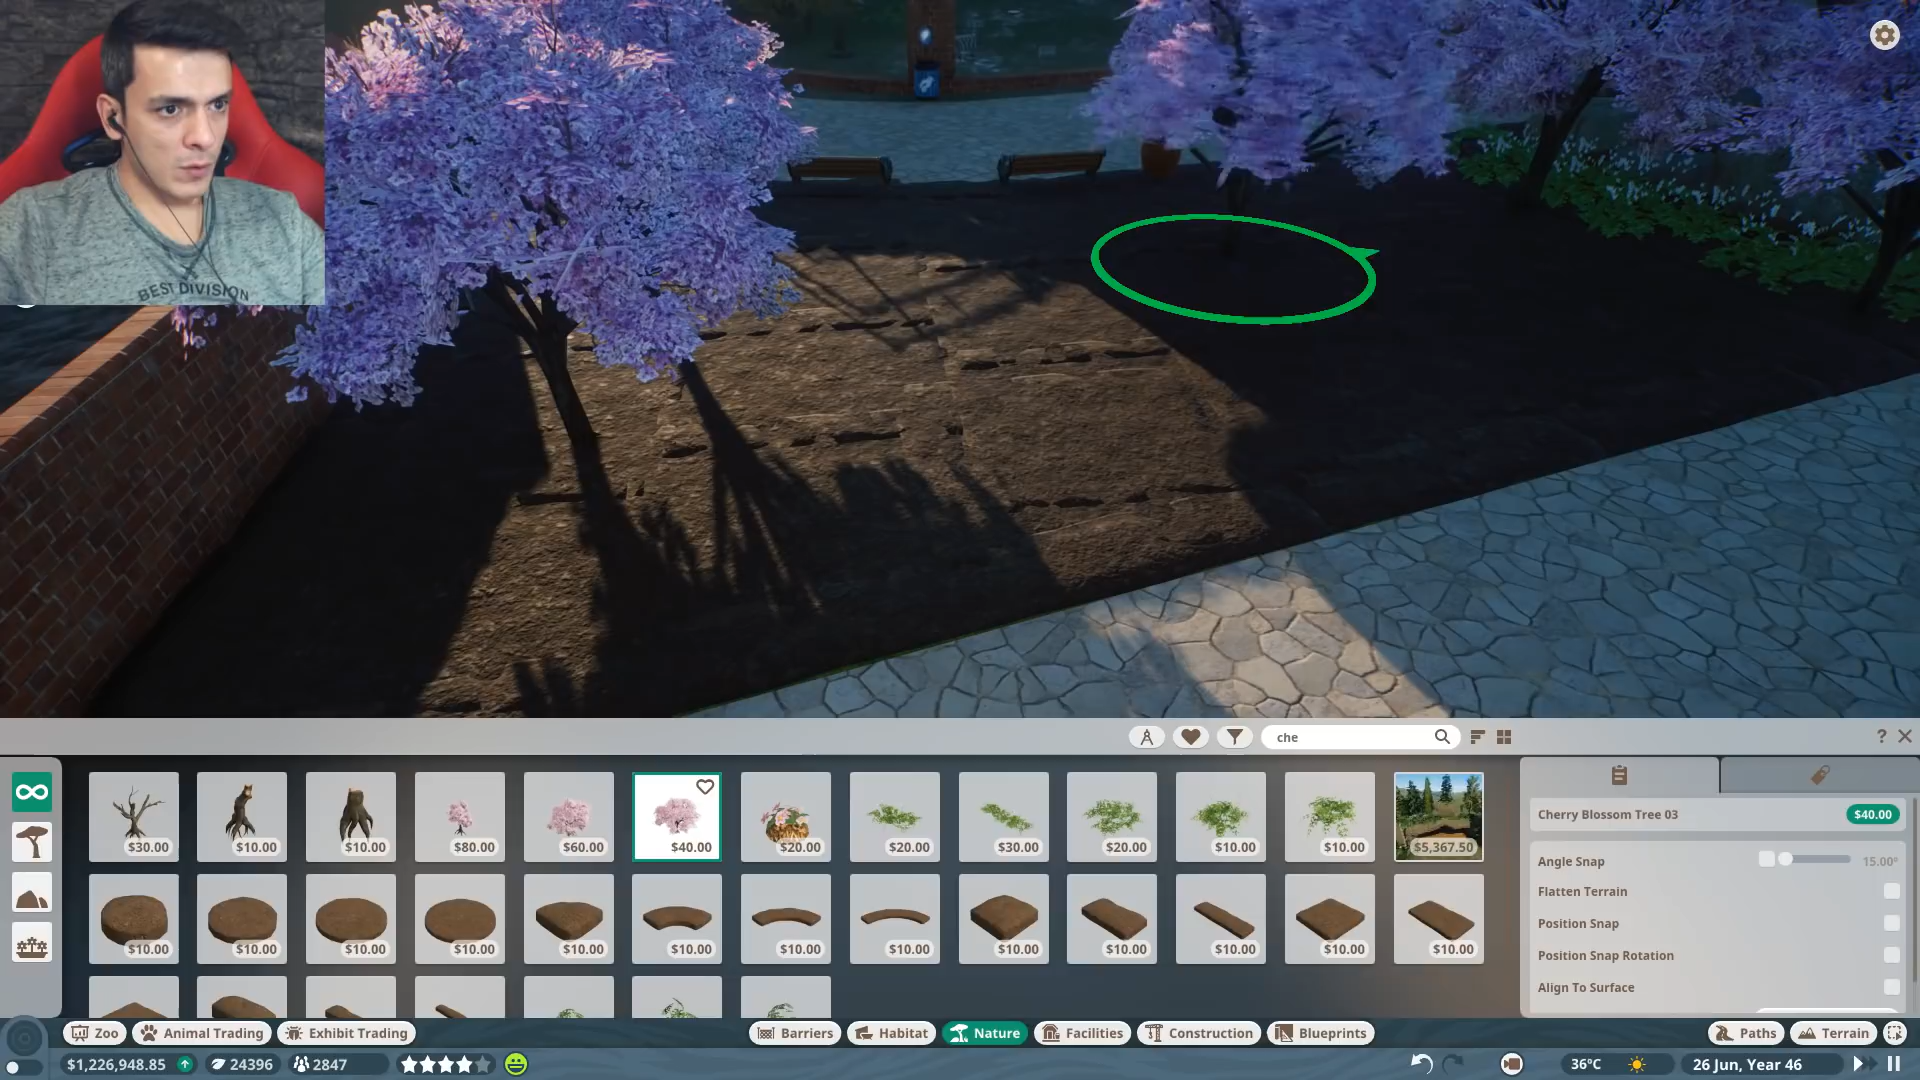 BEST DIVISION
che
?
$30.00
$10.00
$10.00
$80.00
$60.00
$40.00
$20.00
$20.00
$30.00
$20.00
$10.00
$10.00
$5,367.50
$10.00
$10.00
$10.00
$10.00
$10.00
$10.00
$10.00
$10.00
$10.00
$10.00
$10.00
$10.00
$10.00
Cherry Blossom Tree 03 $40.00
Angle Snap 15.00°
Flatten Terrain
Position Snap
Position Snap Rotation
Align To Surface
Zoo Animal Trading Exhibit Trading Barriers Habitat Nature Facilities Construction Blueprints Paths Terrain
$1,226,948.85 24396 2847 36°C 26 Jun, Year 46